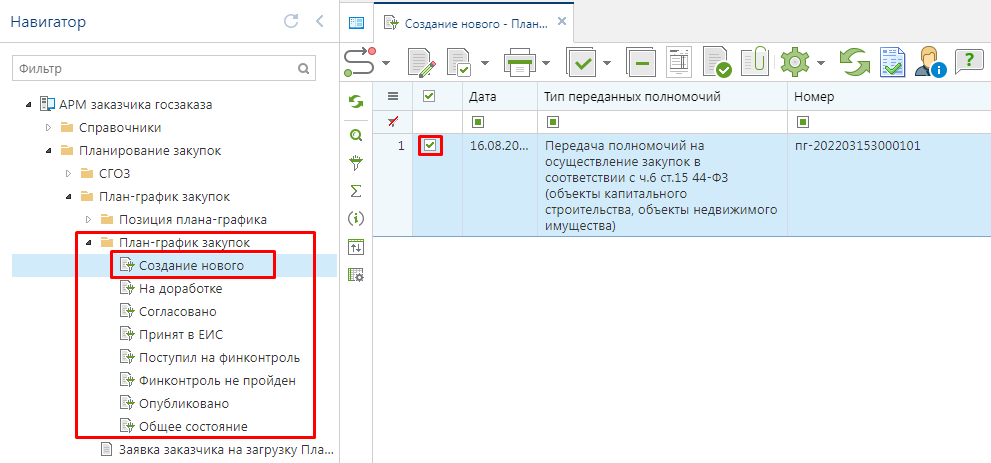 Навигатор
Фильтр
АРМ заказчика госзаказа
Справочники
Планирование закупок
СГОЗ
План-график закупок
Позиция плана-графика
План-график закупок
Создание нового
На доработке
Согласовано
Принят в ЕИС
Поступил на финконтроль
Финконтроль не пройден
Опубликовано
Общее состояние
Заявка заказчика на загрузку Пла...
Создание нового - План...
Дата
Тип переданных полномочий
Номер
1
16.08.20...
Передача полномочий на
осуществление закупок в
соответствии с ч.6 ст.15 44-ФЗ
(объекты капитального
строительства, объекты недвижимого
имущества)
пг-202203153000101